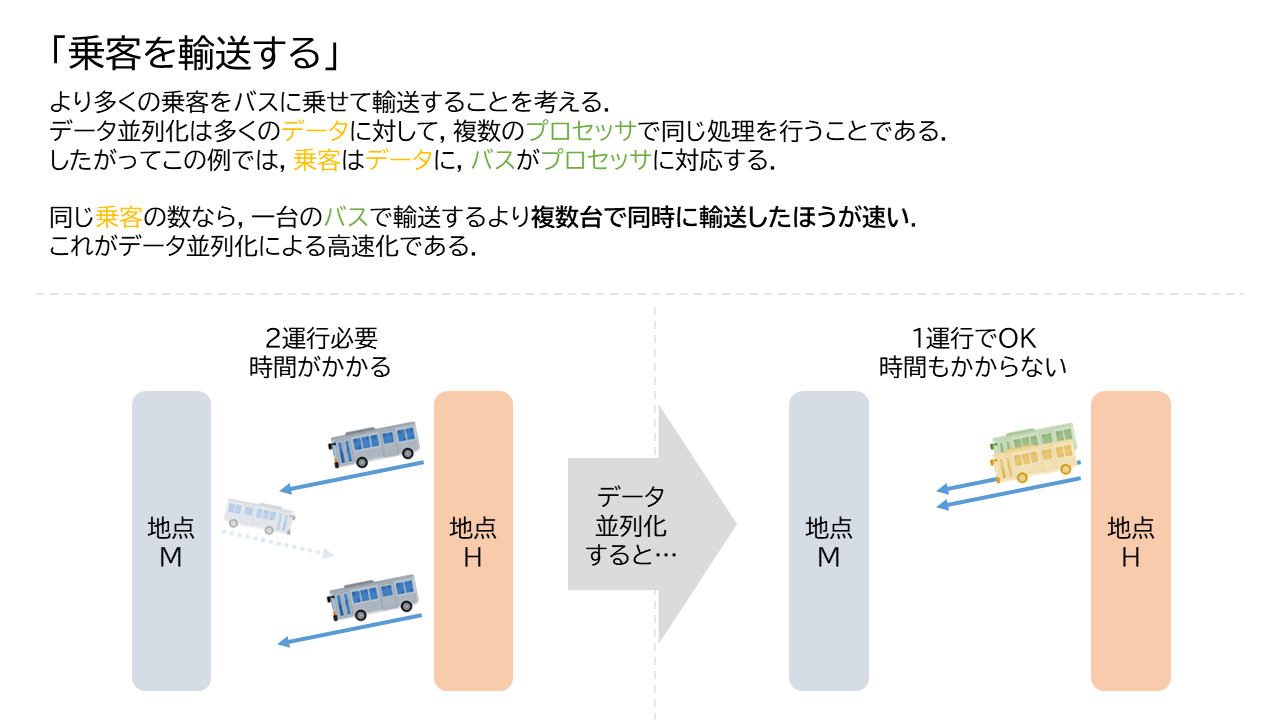 「乗客を輸送する」
より多くの乗客をバスに乗せて輸送することを考える.
データ並列化は多くのデータに対して, 複数のプロセッサで同じ処理を行うことである.
したがってこの例では, 乗客はデータに, バスがプロセッサに対応する.
同じ乗客の数なら, 一台のバスで輸送するより複数台で同時に輸送したほうが速い.
これがデータ並列化による高速化である.
2運行必要
時間がかかる
地点
M
地点
H
データ
並列化
すると…
1運行でOK
時間もかからない
地点
M
地点
H